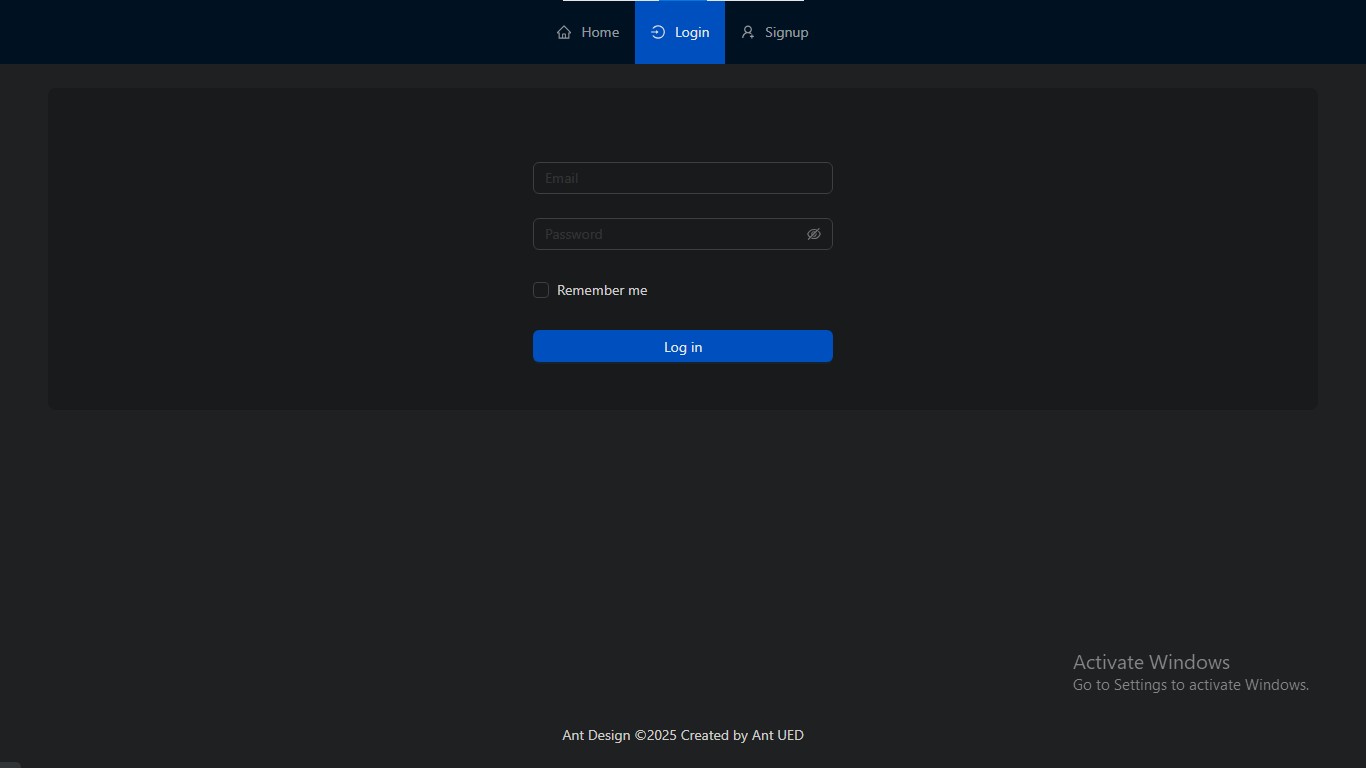 Home
Login
Signup
Email
Password
Remember me
Log in
Activate Windows
Go to Settings to activate Windows.
Ant Design ©2025 Created by Ant UED